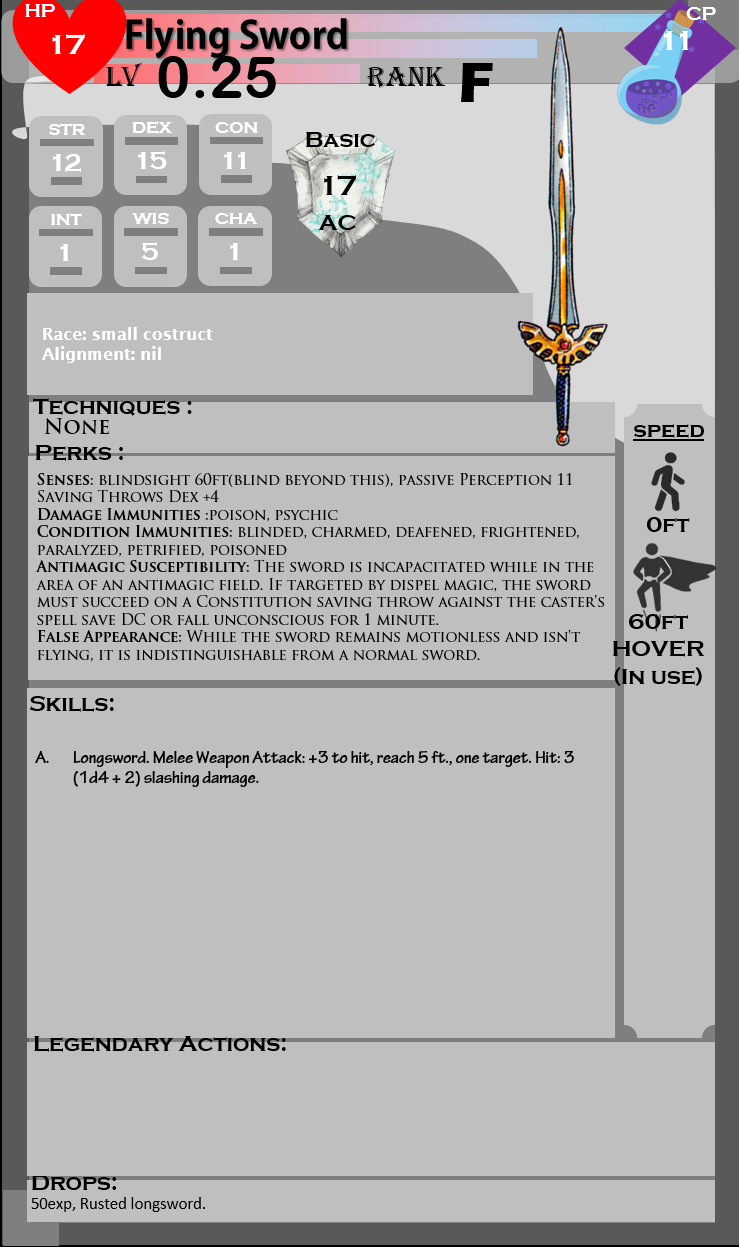 HP
17
Flying Sword
CP
11
LV 0.25 RANK F
STR DEX CON
12 15 11
INT WIS CHA
1 5 1
Basic
17
AC
Race: small costruct
Alignment: nil
Techniques :
None
Perks :
Senses: blindsight 60ft(blind beyond this), passive Perception 11
Saving Throws Dex +4
Damage Immunities :poison, psychic
Condition Immunities: blinded, charmed, deafened, frightened,
paralyzed, petrified, poisoned
Antimagic Susceptibility: The sword is incapacitated while in the
area of an antimagic field. If targeted by dispel magic, the sword
must succeed on a Constitution saving throw against the caster's
spell save DC or fall unconscious for 1 minute.
False Appearance: While the sword remains motionless and isn't
flying, it is indistinguishable from a normal sword.
SPEED
0FT
60FT
HOVER
(In use)
Skills:
A. Longsword. Melee Weapon Attack: +3 to hit, reach 5 ft., one target. Hit: 3
(1d4 + 2) slashing damage.
Legendary Actions:
Drops:
50exp, Rusted longsword.